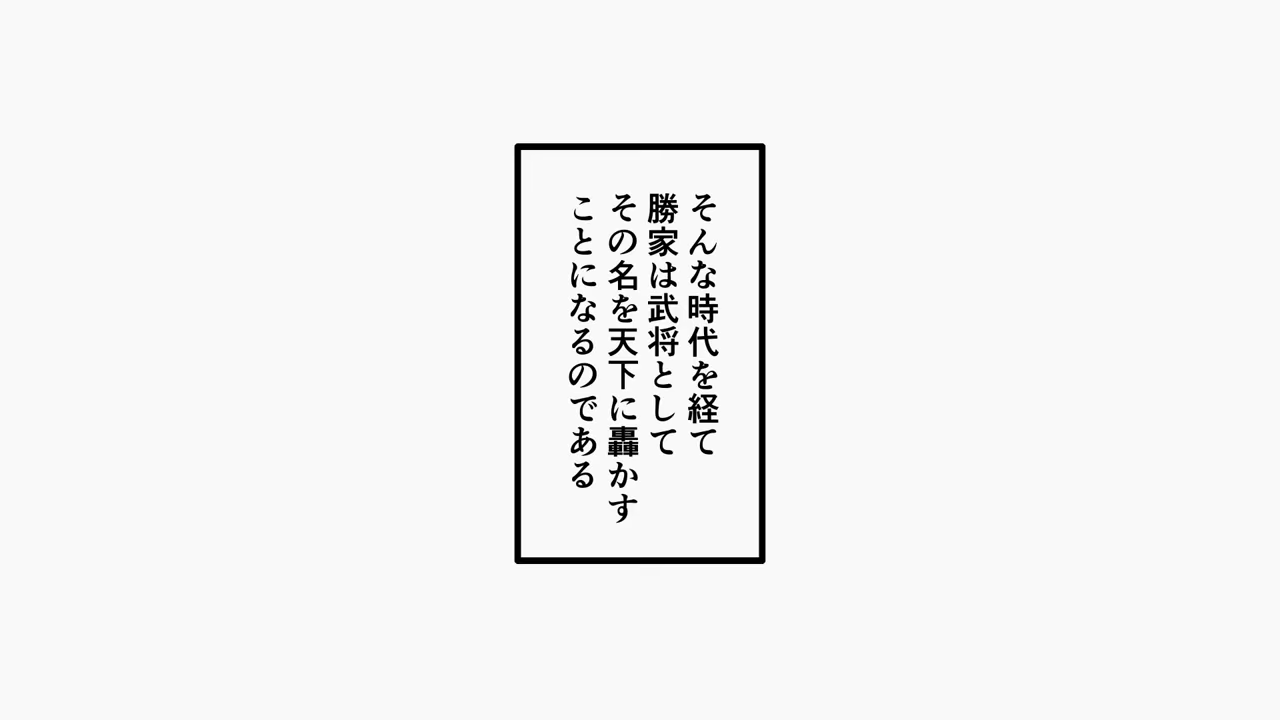 そんな時代を経て
勝家は武将として
その名を天下に轟かす
ことになるのである